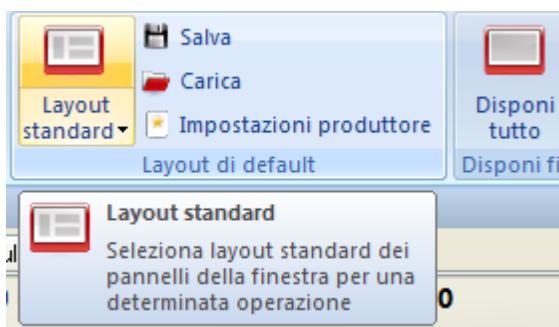 Salva
Carica
Impostazioni produttore
Layout
standard
Disponi
tutto
Layout di default
Disponi fi
Layout standard
Seleziona layout standard dei
pannelli della finestra per una
determinata operazione
0